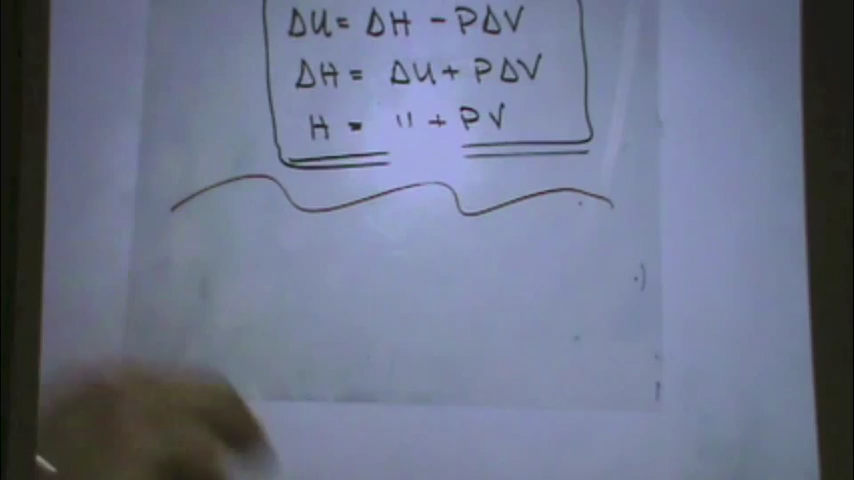 ΔU = ΔH - PΔV
ΔH = ΔU + PΔV
H = U + PV